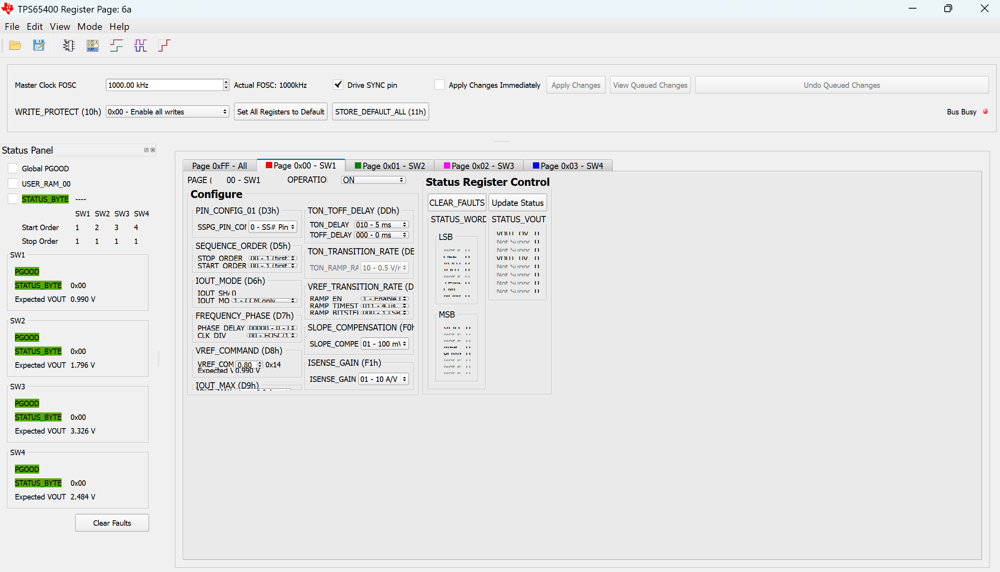 TPS65400 Register Page: 6a
File Edit View Mode Help
Master Clock FOSC 1000.00 kHz Actual FOSC: 1000kHz Drive SYNC pin Apply Changes Immediately Apply Changes View Queued Changes Undo Queued Changes
WRITE_PROTECT (10h) 0x00 - Enable all writes Set All Registers to Default STORE_DEFAULT_ALL (11h) Bus Busy
Status Panel
Global PGOOD
USER_RAM_00
STATUS_BYTE ----
SW1 SW2 SW3 SW4
Start Order 1 2 3 4
Stop Order 1 1 1 1
SW1
PGOOD
STATUS_BYTE 0x00
Expected VOUT 0.990 V
SW2
PGOOD
STATUS_BYTE 0x00
Expected VOUT 1.796 V
SW3
PGOOD
STATUS_BYTE 0x00
Expected VOUT 3.326 V
SW4
PGOOD
STATUS_BYTE 0x00
Expected VOUT 2.484 V
Clear Faults
Page 0xFF - All Page 0x00 - SW1 Page 0x01 - SW2 Page 0x02 - SW3 Page 0x03 - SW4
PAGE ( 00 - SW1 OPERATIO ON
Configure
PIN_CONFIG_01 (D3h)
SSPG_PIN_CON 0 - SS# Pin
SEQUENCE_ORDER (D5h)
STOP_ORDER 00 - 1 (first
START_ORDER 00 - 1 (first
IOUT_MODE (D6h)
IOUT_SHA 0
IOUT_MO 1 - CCM only
FREQUENCY_PHASE (D7h)
PHASE_DELAY 00000 - 0 - (
CLK_DIV 00 - FOSC/1
VREF_COMMAND (D8h)
VREF_COM 0.80 0x14
Expected V 0.990 V
IOUT_MAX (D9h)
TON_TOFF_DELAY (DDh)
TON_DELAY 010 - 5 ms
TOFF_DELAY 000 - 0 ms
TON_TRANSITION_RATE (DE
TON_RAMP_RA 10 - 0.5 V/r
VREF_TRANSITION_RATE (D
RAMP_EN 1 - Enable
RAMP_TIMEST 011 - 4 us
RAMP_BITSTE 000 - 1 LSB
SLOPE_COMPENSATION (F0h
SLOPE_COMPE 01 - 100 mV
ISENSE_GAIN (F1h)
ISENSE_GAIN 01 - 10 A/V
Status Register Control
CLEAR_FAULTS Update Status
STATUS_WORD
LSB
MSB
STATUS_VOUT
VOUT_OV 0
Not Suppc 0
Not Suppc 0
VOUT_UV 0
Not Suppc 0
Not Suppc 0
Not Suppc 0
Not Suppc 0